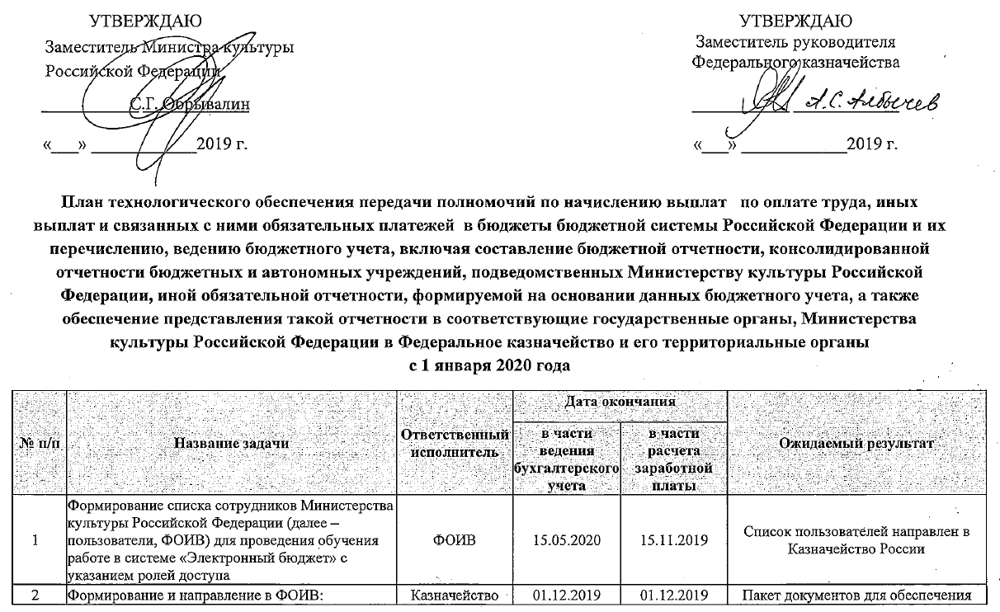 УТВЕРЖДАЮ
Заместитель Министра культуры
Российской Федерации
С.Г. Обрывалин
«___» ____________ 2019 г.
УТВЕРЖДАЮ
Заместитель руководителя
Федерального казначейства
А.С. Албычев
«___» ____________ 2019 г.
План технологического обеспечения передачи полномочий по начислению выплат по оплате труда, иных
выплат и связанных с ними обязательных платежей в бюджеты бюджетной системы Российской Федерации и их
перечислению, ведению бюджетного учета, включая составление бюджетной отчетности, консолидированной
отчетности бюджетных и автономных учреждений, подведомственных Министерству культуры Российской
Федерации, иной обязательной отчетности, формируемой на основании данных бюджетного учета, а также
обеспечение представления такой отчетности в соответствующие государственные органы, Министерства
культуры Российской Федерации в Федеральное казначейство и его территориальные органы
с 1 января 2020 года
№ п/п
Название задачи
Ответственный
исполнитель
Дата окончания
в части
ведения
бухгалтерского
учета
в части
расчета
заработной
платы
Ожидаемый результат
1
Формирование списка сотрудников Министерства
культуры Российской Федерации (далее –
пользователи, ФОИВ) для проведения обучения
работе в системе «Электронный бюджет» с
указанием ролей доступа
ФОИВ
15.05.2020
15.11.2019
Список пользователей направлен в
Казначейство России
2
Формирование и направление в ФОИВ:
Казначейство
01.12.2019
01.12.2019
Пакет документов для обеспечения